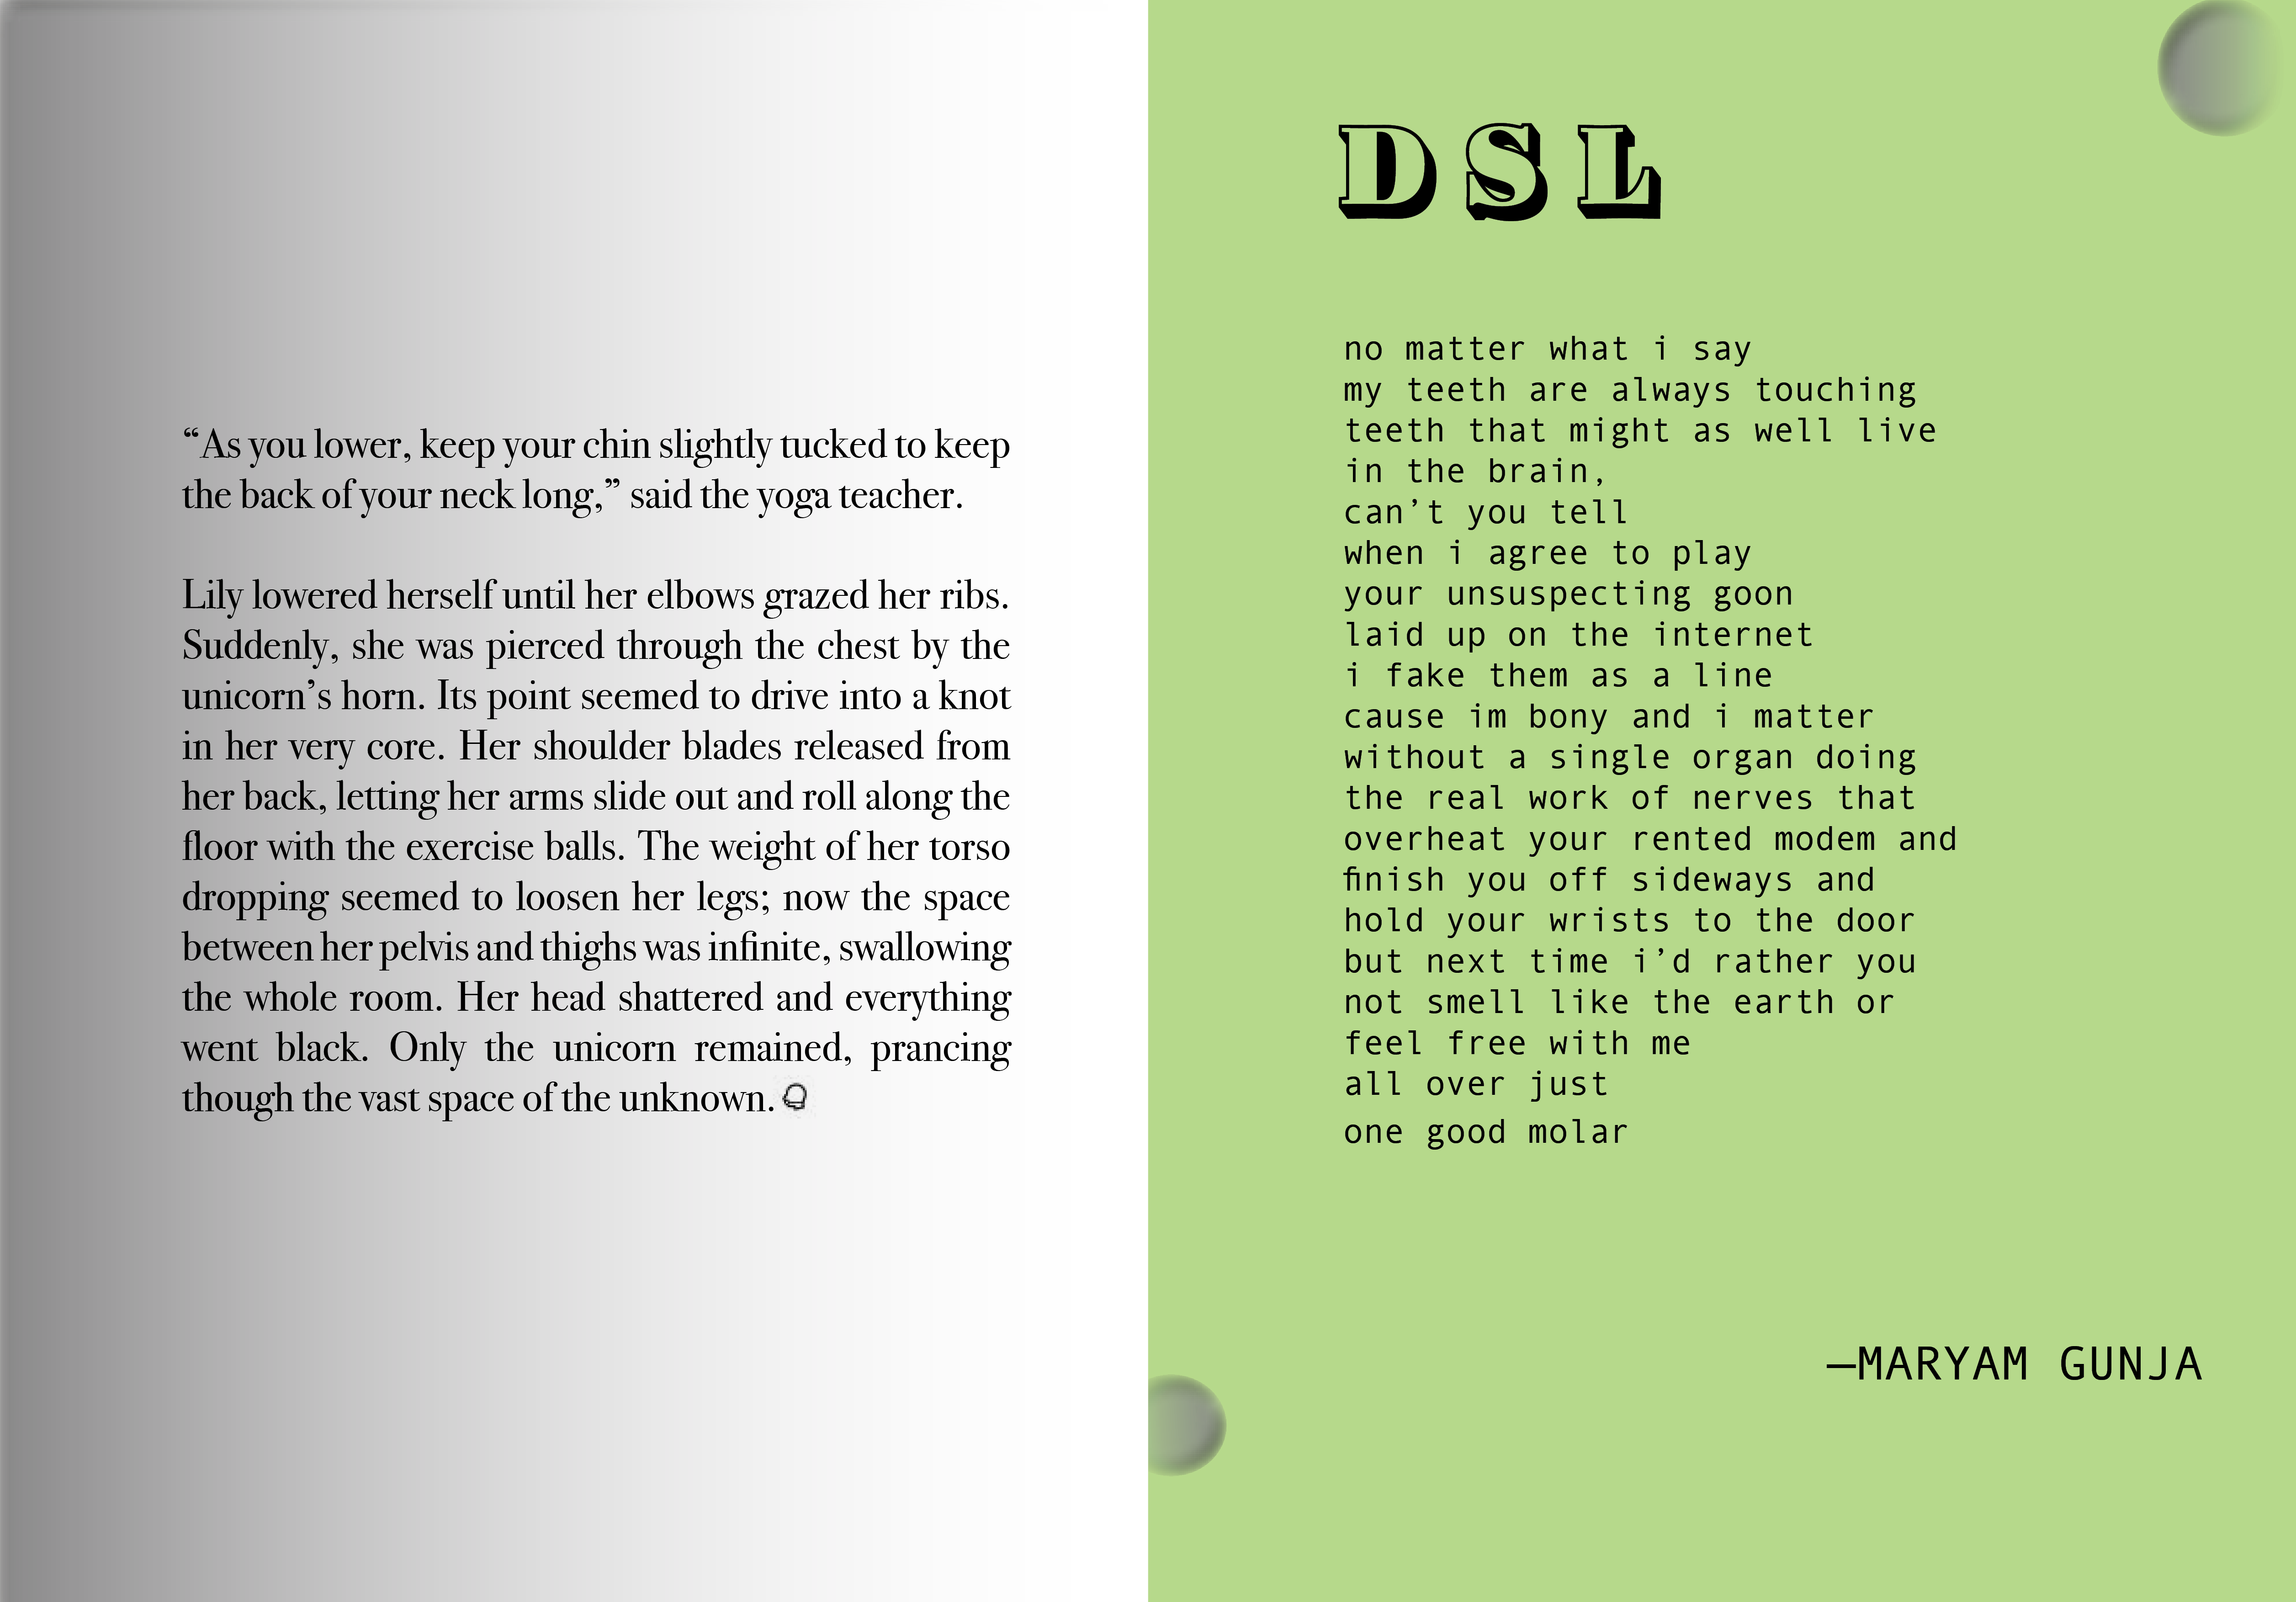 “As you lower, keep your chin slightly tucked to keep
the back of your neck long,” said the yoga teacher.
Lily lowered herself until her elbows grazed her ribs.
Suddenly, she was pierced through the chest by the
unicorn’s horn. Its point seemed to drive into a knot
in her very core. Her shoulder blades released from
her back, letting her arms slide out and roll along the
floor with the exercise balls. The weight of her torso
dropping seemed to loosen her legs; now the space
between her pelvis and thighs was infinite, swallowing
the whole room. Her head shattered and everything
went black. Only the unicorn remained, prancing
though the vast space of the unknown.
DSL
no matter what i say
my teeth are always touching
teeth that might as well live
in the brain,
can’t you tell
when i agree to play
your unsuspecting goon
laid up on the internet
i fake them as a line
cause im bony and i matter
without a single organ doing
the real work of nerves that
overheat your rented modem and
finish you off sideways and
hold your wrists to the door
but next time i’d rather you
not smell like the earth or
feel free with me
all over just
one good molar
—MARYAM GUNJA